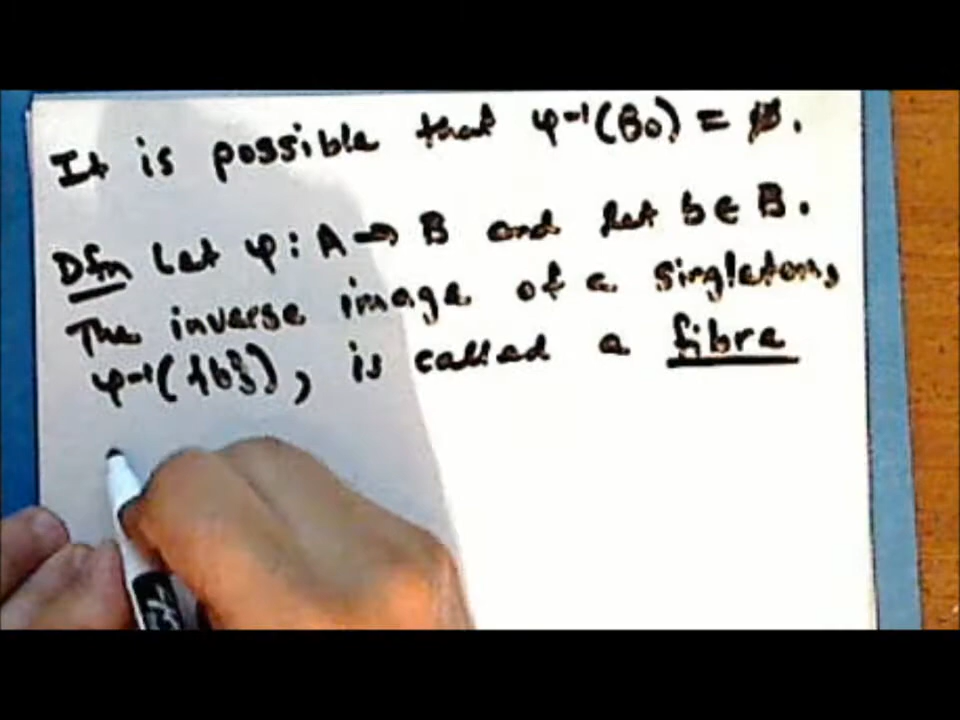 It is possible that φ⁻¹(B₀) = ∅.
Dfn Let φ: A → B and let b ∈ B.
The inverse image of a singleton,
φ⁻¹({b}), is called a fibre